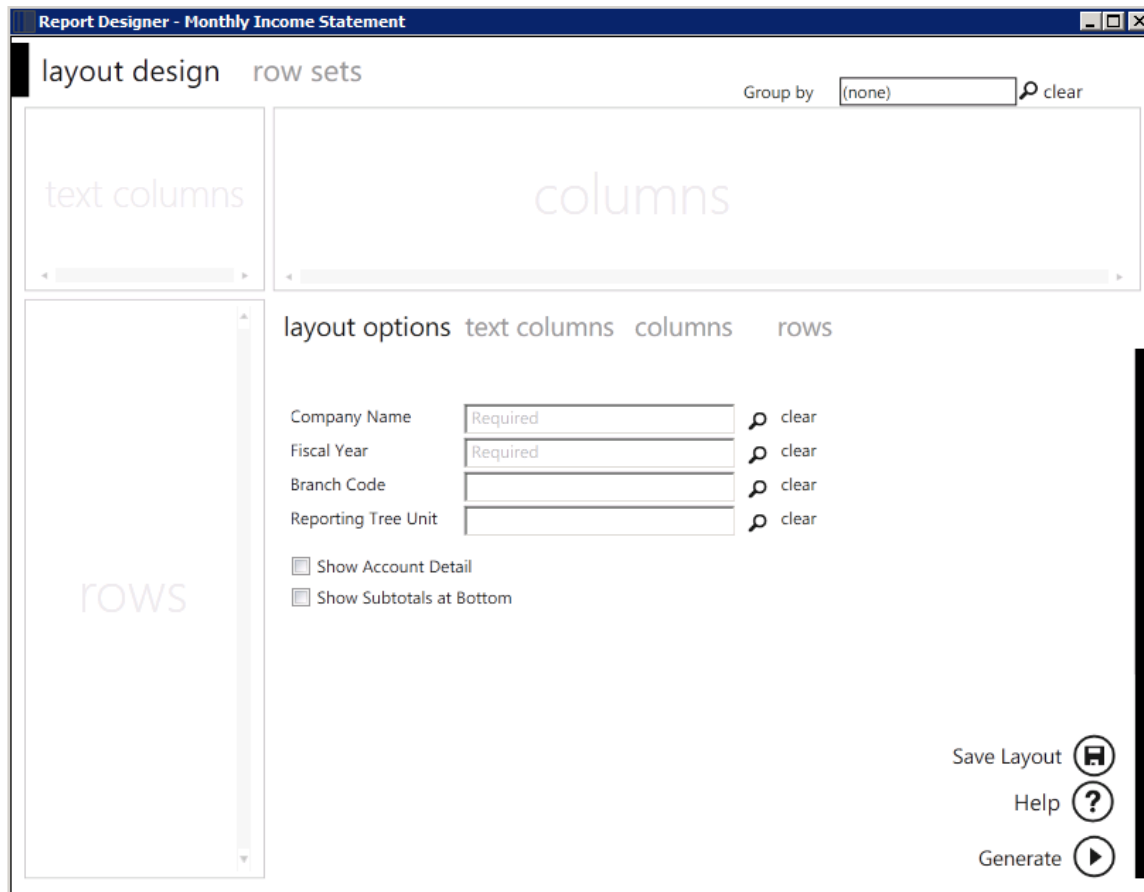 Report Designer - Monthly Income Statement
layout design row sets
Group by (none) clear
text columns
columns
layout options text columns columns rows
Company Name Required clear
Fiscal Year Required clear
Branch Code clear
Reporting Tree Unit clear
Show Account Detail
rows
Show Subtotals at Bottom
Save Layout
Help ?
Generate